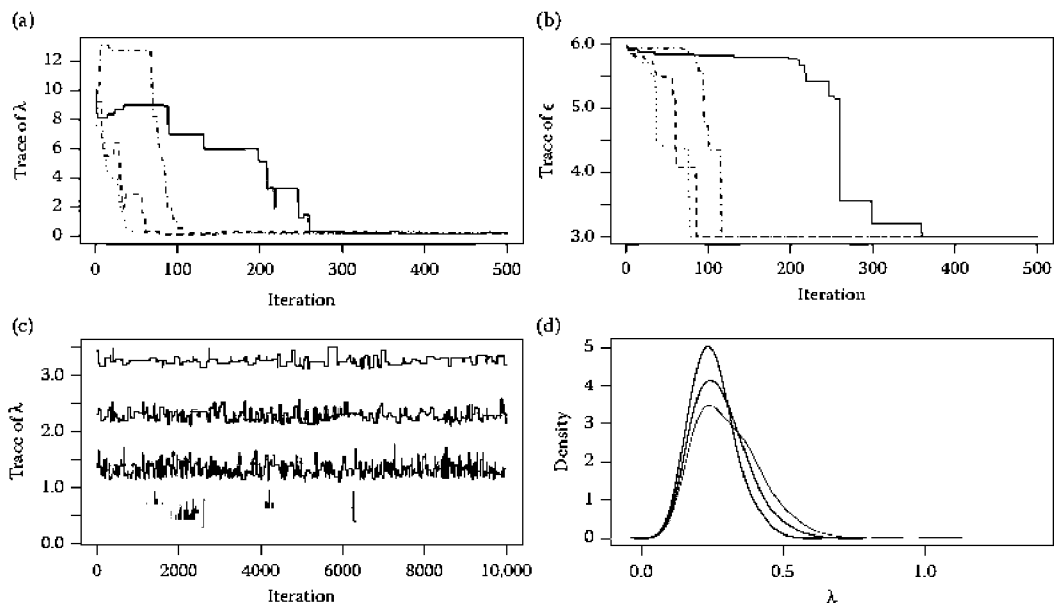 (a)
12
10
8
6
4
2
0
Trace of λ
0 100 200 300 400 500
Iteration
(b)
6.0
5.0
4.0
3.0
Trace of ϵ
0 100 200 300 400 500
Iteration
(c)
3.0
2.0
1.0
0.0
Trace of λ
0 2000 4000 6000 8000 10,000
Iteration
(d)
5
4
3
2
1
0
Density
0.0 0.5 1.0
λ